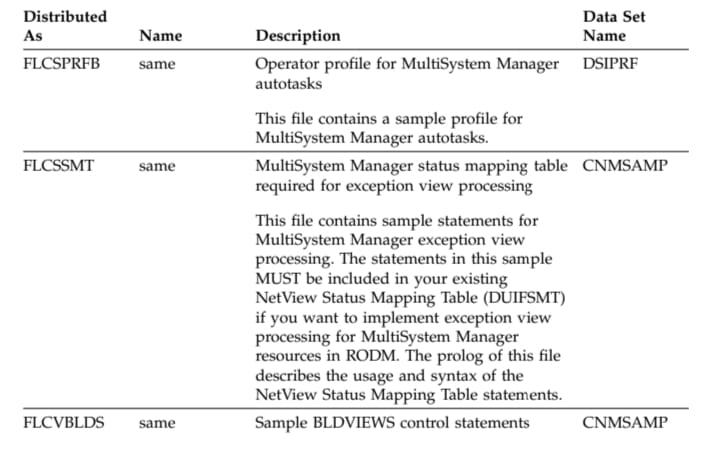 Distributed As Name Description Data Set Name
FLCSPRFB same Operator profile for MultiSystem Manager DSIPRF
autotasks
This file contains a sample profile for
MultiSystem Manager autotasks.
FLCSSMT same MultiSystem Manager status mapping table CNMSAMP
required for exception view processing
This file contains sample statements for
MultiSystem Manager exception view
processing. The statements in this sample
MUST be included in your existing
NetView Status Mapping Table (DUIFSMT)
if you want to implement exception view
processing for MultiSystem Manager
resources in RODM. The prolog of this file
describes the usage and syntax of the
NetView Status Mapping Table statements.
FLCVBLDS same Sample BLDVIEWS control statements CNMSAMP